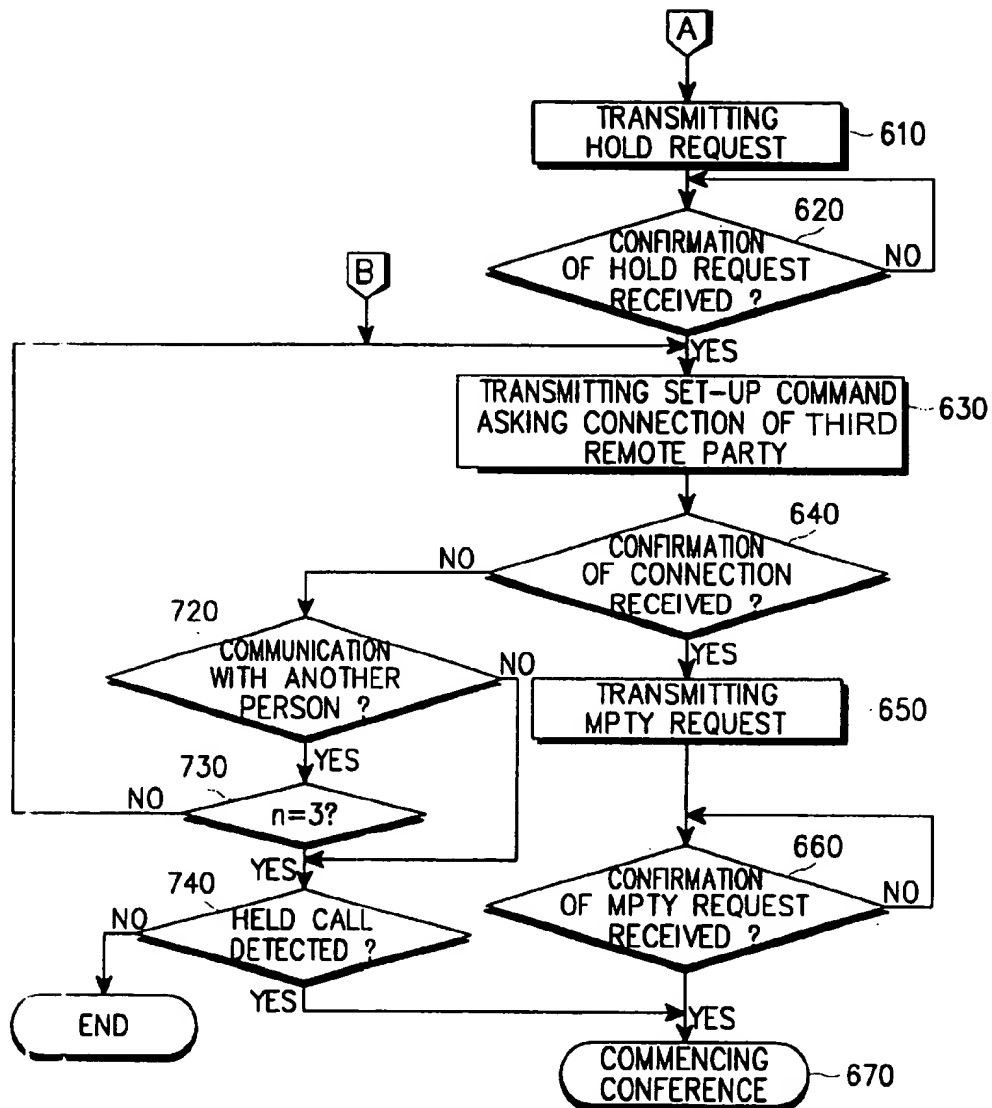 A
TRANSMITTING
HOLD REQUEST
610
620
CONFIRMATION
OF HOLD REQUEST
RECEIVED ?
NO
B
YES
TRANSMITTING SET-UP COMMAND
ASKING CONNECTION OF THIRD
REMOTE PARTY
630
640
CONFIRMATION
OF CONNECTION
RECEIVED ?
NO
YES
720
COMMUNICATION
WITH ANOTHER
PERSON ?
NO
YES
TRANSMITTING
MPTY REQUEST
650
730
n=3?
NO
YES
660
CONFIRMATION
OF MPTY REQUEST
RECEIVED ?
NO
740
HELD CALL
DETECTED ?
NO
YES
YES
END
COMMENCING
CONFERENCE
670